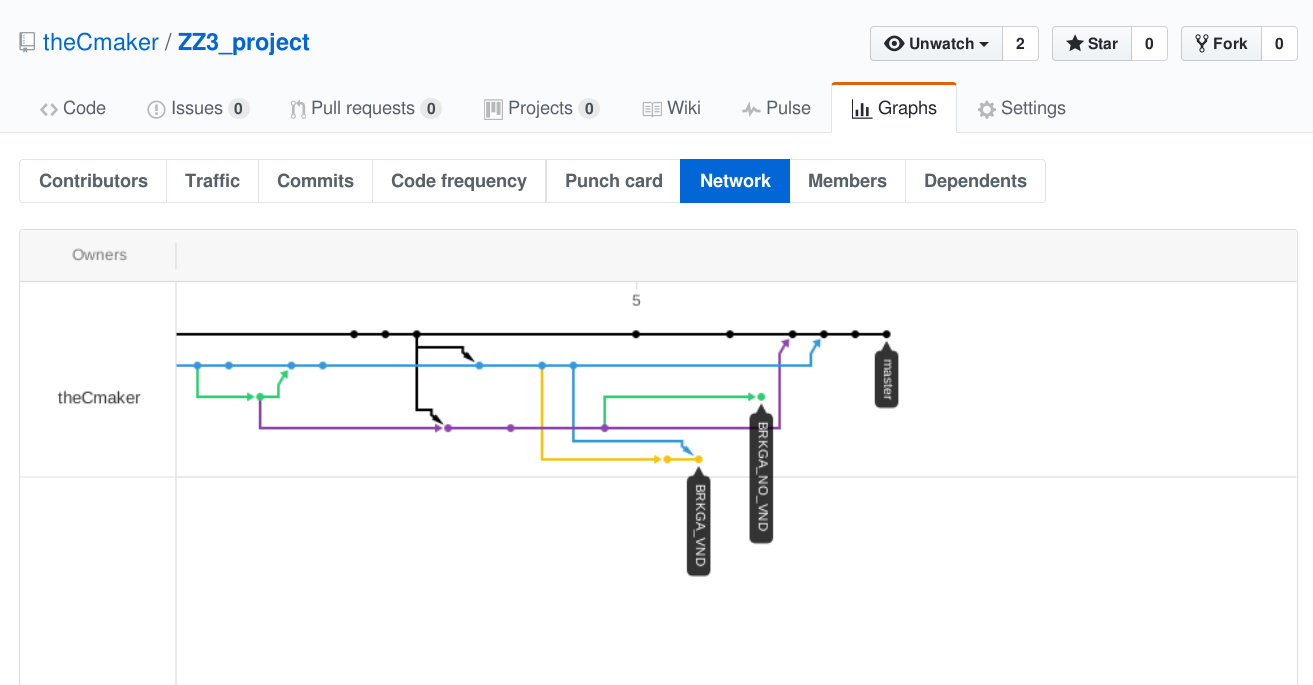 theCmaker / ZZ3_project
Unwatch 2 Star 0 Fork 0
Code Issues 0 Pull requests 0 Projects 0 Wiki Pulse Graphs Settings
Contributors Traffic Commits Code frequency Punch card Network Members Dependents
Owners
5
theCmaker
master
BRKGA_NO_VND
BRKGA_VND